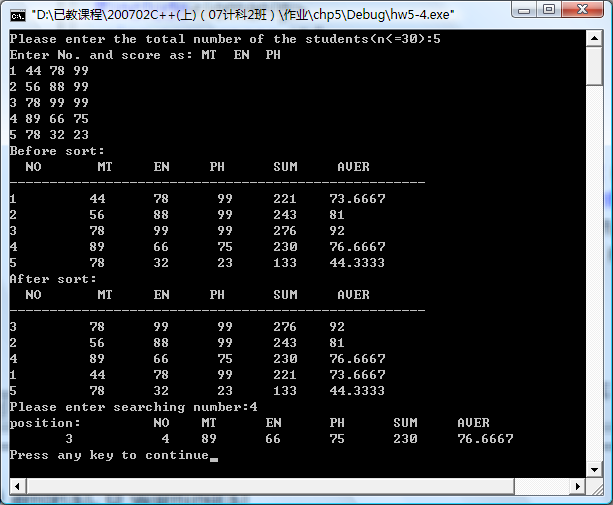 "D:\已教课程\200702C++(上)(07计科2班)\作业\chp5\Debug\hw5-4.exe"
Please enter the total number of the students(n<=30):5
Enter No. and score as: MT  EN  PH
1 44 78 99
2 56 88 99
3 78 99 99
4 89 66 75
5 78 32 23
Before sort:
NO MT EN PH SUM AVER
----------------------------------------------------
1 44 78 99 221 73.6667
2 56 88 99 243 81
3 78 99 99 276 92
4 89 66 75 230 76.6667
5 78 32 23 133 44.3333
After sort:
NO MT EN PH SUM AVER
----------------------------------------------------
3 78 99 99 276 92
2 56 88 99 243 81
4 89 66 75 230 76.6667
1 44 78 99 221 73.6667
5 78 32 23 133 44.3333
Please enter searching number:4
position: NO MT EN PH SUM AVER
3 4 89 66 75 230 76.6667
Press any key to continue_